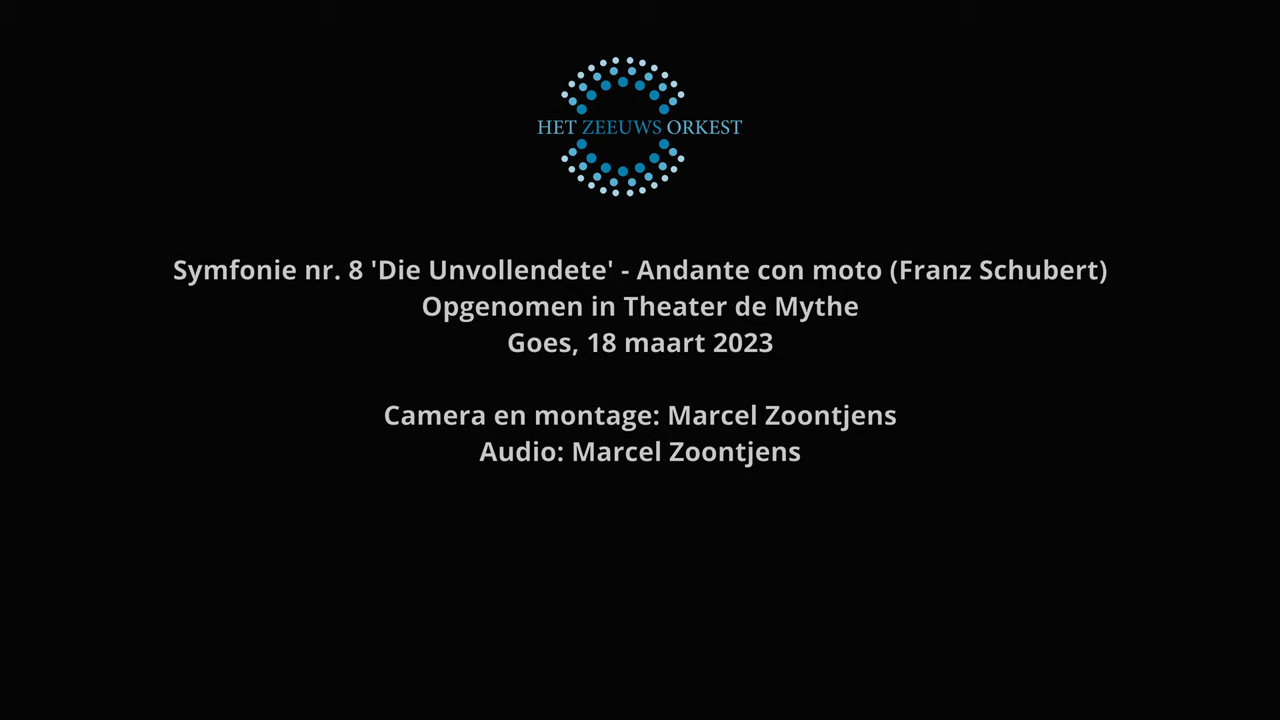 HET ZEEUWS ORKEST
Symfonie nr. 8 'Die Unvollendete' - Andante con moto (Franz Schubert)
Opgenomen in Theater de Mythe
Goes, 18 maart 2023
Camera en montage: Marcel Zoontjens
Audio: Marcel Zoontjens